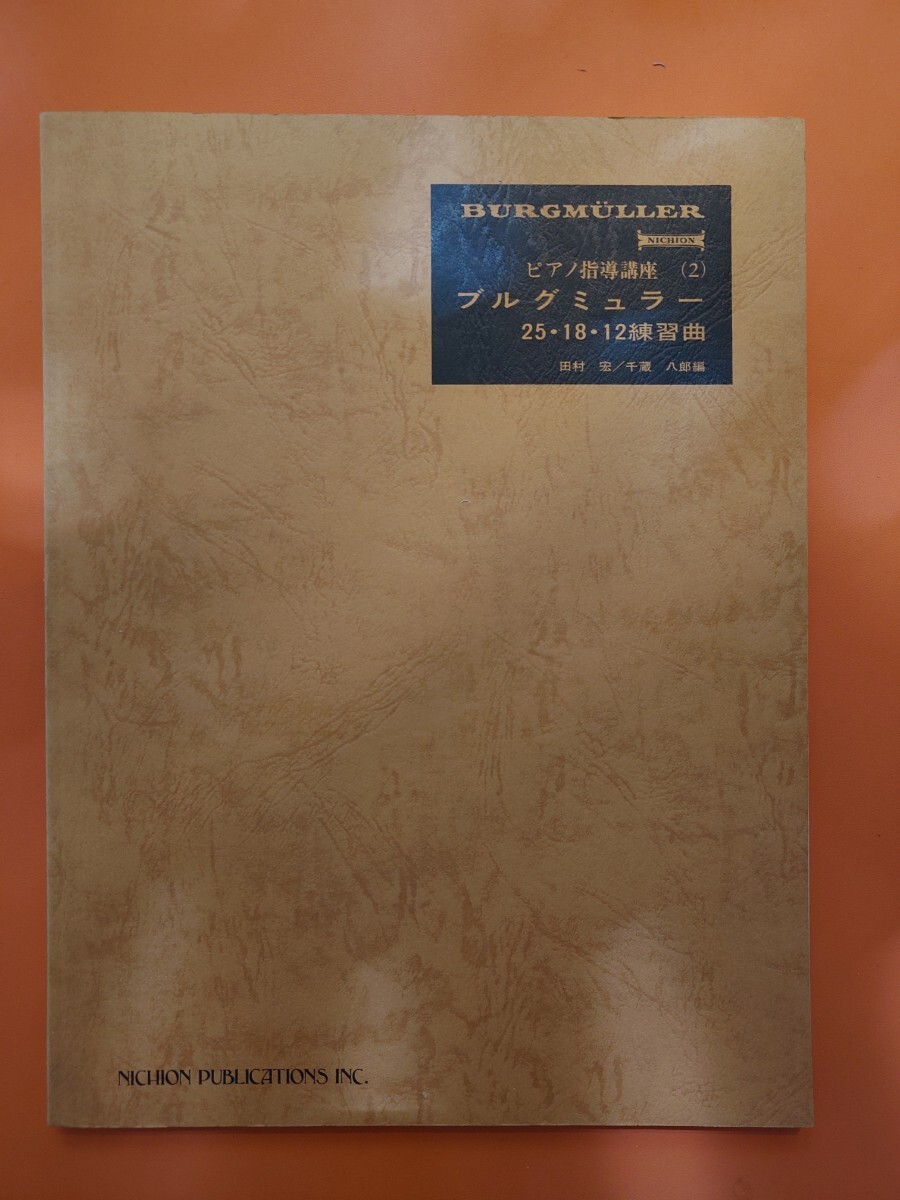 BURGMÜLLER
NICHION
ピアノ指導講座 (2)
ブルグミュラー
25・18・12練習曲
田村 宏／千蔵 八郎編
NICHION PUBLICATIONS INC.